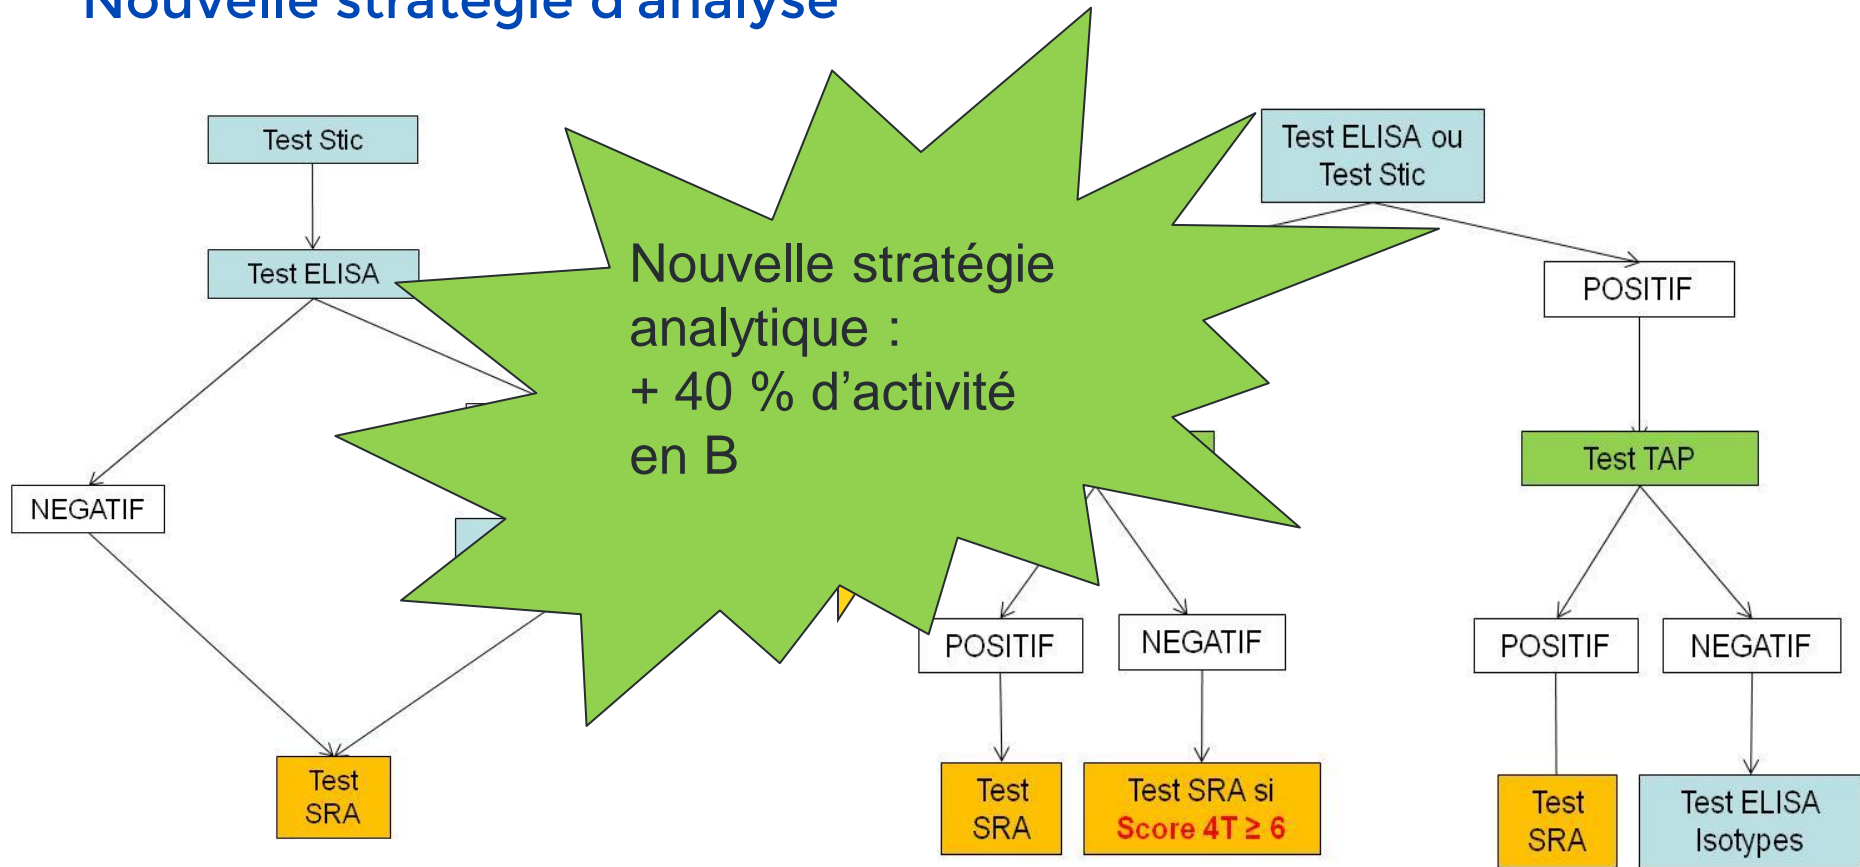 Nouvelle stratégie d'analyse
Test Stic
Test ELISA
NEGATIF
Test
SRA
Nouvelle stratégie
analytique :
+ 40 % d’activité
en B
Test ELISA ou
Test Stic
POSITIF
Test TAP
POSITIF
NEGATIF
POSITIF
NEGATIF
Test
SRA
Test SRA si
Score 4T ≥ 6
Test
SRA
Test ELISA
Isotypes